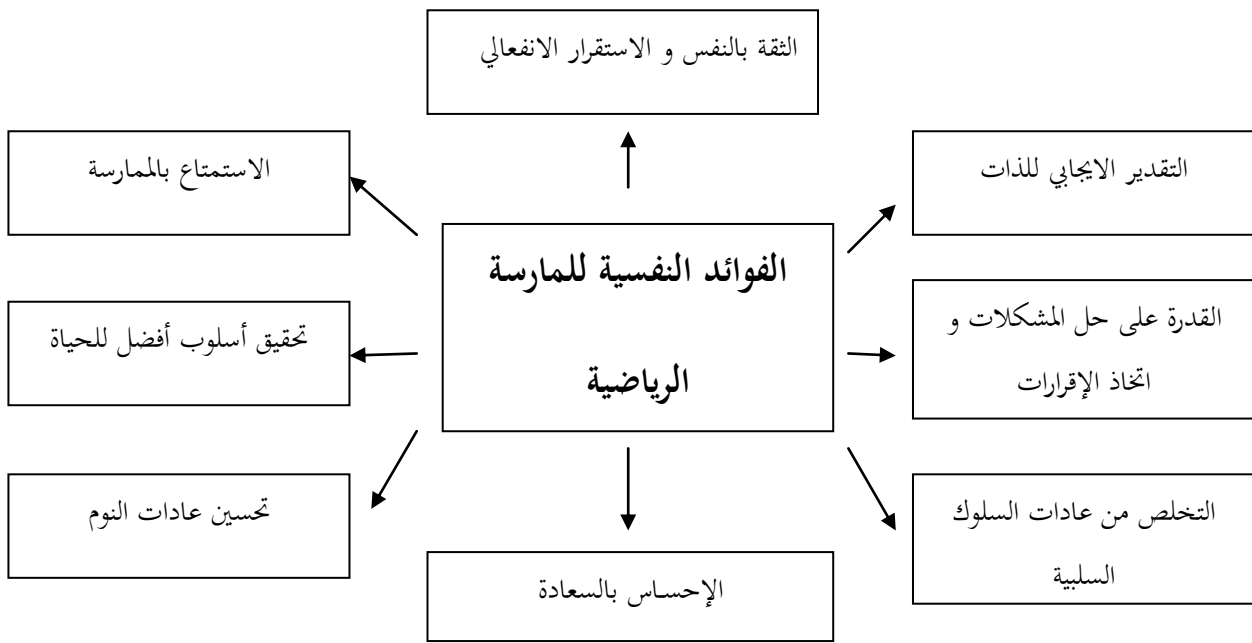 الثقة بالنفس و الاستقرار الانفعالي
التقدير الايجابي للذات
الاستمتاع بالممارسة
الفوائد النفسية للمارسة
الرياضية
القدرة على حل المشكلات و
اتخاذ الإقرارات
تحقيق أسلوب أفضل للحياة
التخلص من عادات السلوك
السلبية
تحسين عادات النوم
الإحساس بالسعادة